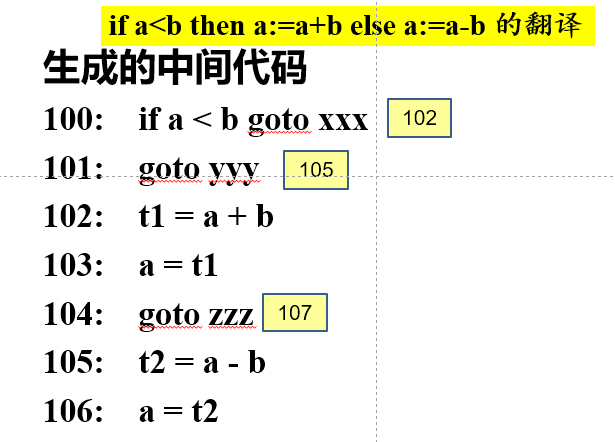 if a<b then a:=a+b else a:=a-b 的翻译
生成的中间代码
100: if a < b goto xxx 102
101: goto yyy 105
102: t1 = a + b
103: a = t1
104: goto zzz 107
105: t2 = a - b
106: a = t2